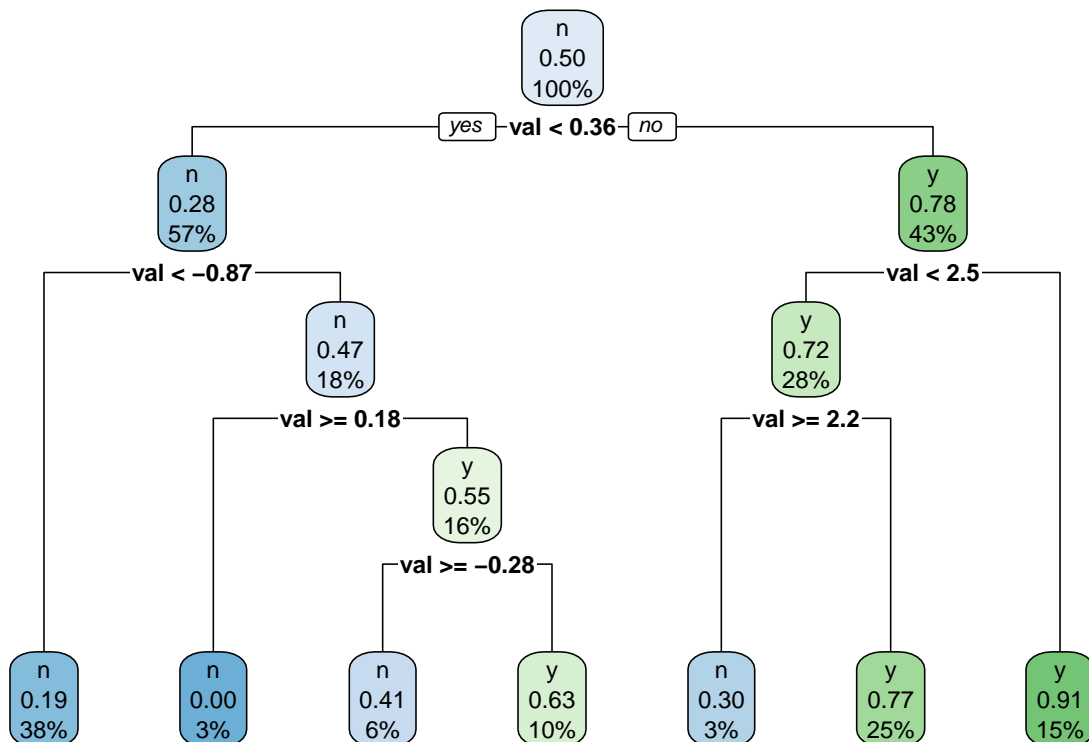 n
0.50
100%
yes val < 0.36 no
n
0.28
57%
y
0.78
43%
val < −0.87
val < 2.5
n
0.47
18%
y
0.72
28%
val >= 0.18
val >= 2.2
y
0.55
16%
val >= −0.28
n
0.19
38%
n
0.00
3%
n
0.41
6%
y
0.63
10%
n
0.30
3%
y
0.77
25%
y
0.91
15%